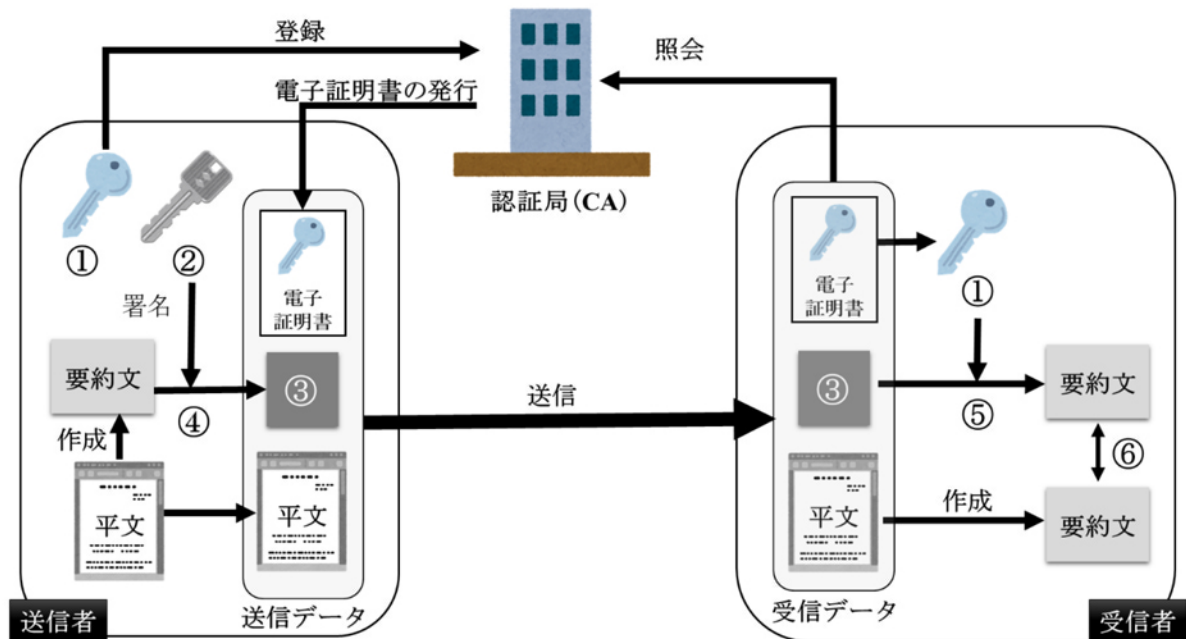 登録
照会
電子証明書の発行
認証局(CA)
①
②
署名
電子
証明書
要約文
③
④
作成
平文
平文
送信者
送信データ
送信
電子
証明書
①
③
⑤
要約文
⑥
平文
作成
要約文
受信データ
受信者